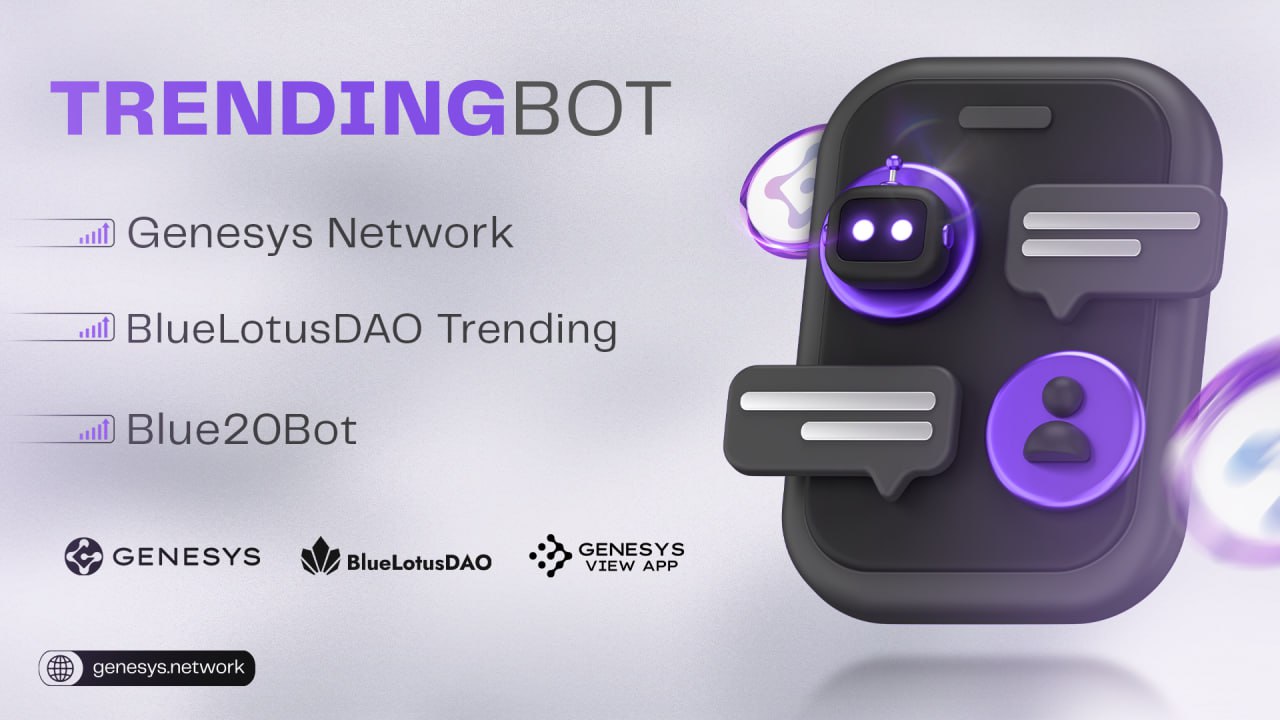 TRENDINGBOT
Genesys Network
BlueLotusDAO Trending
Blue20Bot
GENESYS
BlueLotusDAO
GENESYS
VIEW APP
genesys.network